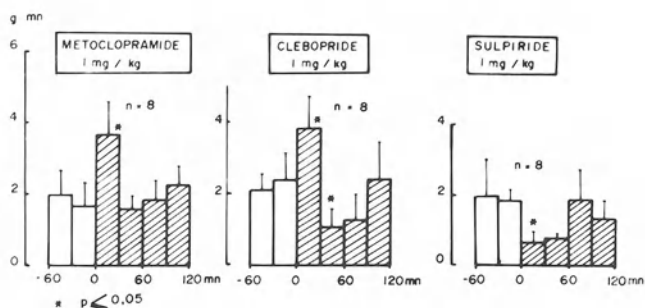 g mn
METOCLOPRAMIDE
1 mg / kg
CLEBOPRIDE
1 mg / kg
SULPIRIDE
1 mg / kg
6
4
2
0
n = 8
*
-60 0 60 120 mn
4
2
n = 8
*
*
-60 0 60 120
4
2
0
n = 8
*
-60 0 60 120 mn
* p ≤ 0,05